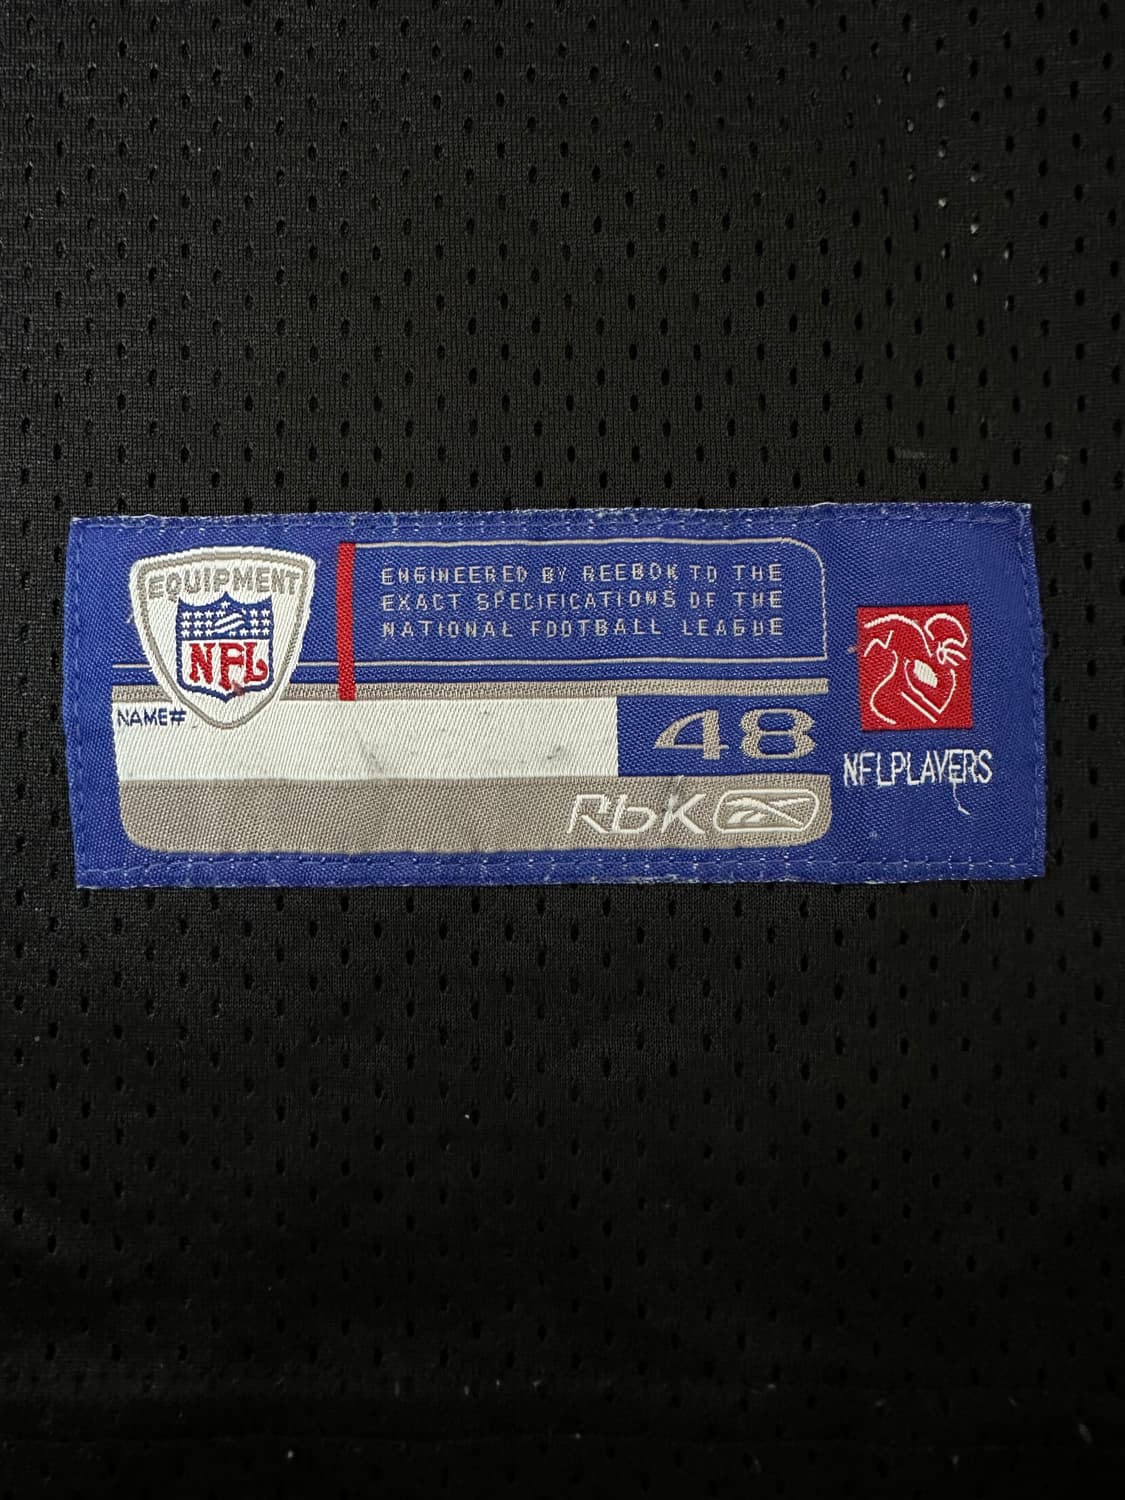 EQUIPMENT
NFL
ENGINEERED BY REEBOK TO THE
EXACT SPECIFICATIONS OF THE
NATIONAL FOOTBALL LEAGUE
NAME#
48
RbK
NFLPLAYERS